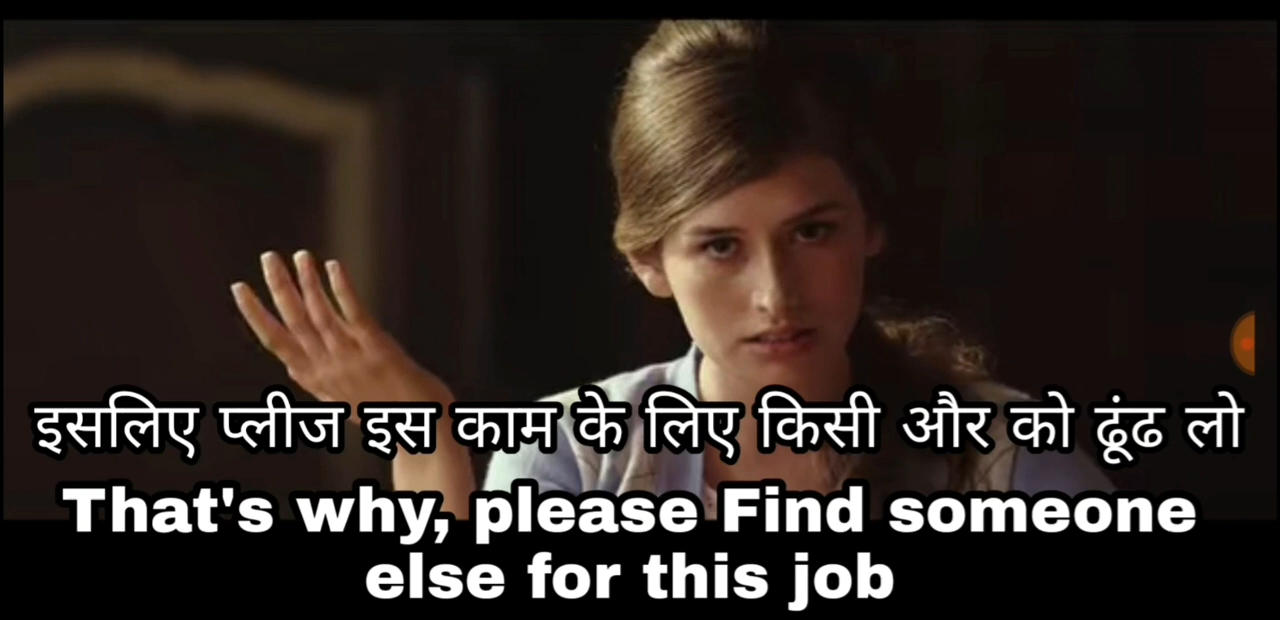 इसलिए प्लीज इस काम के लिए किसी और को ढूंढ लो
That's why, please Find someone
else for this job